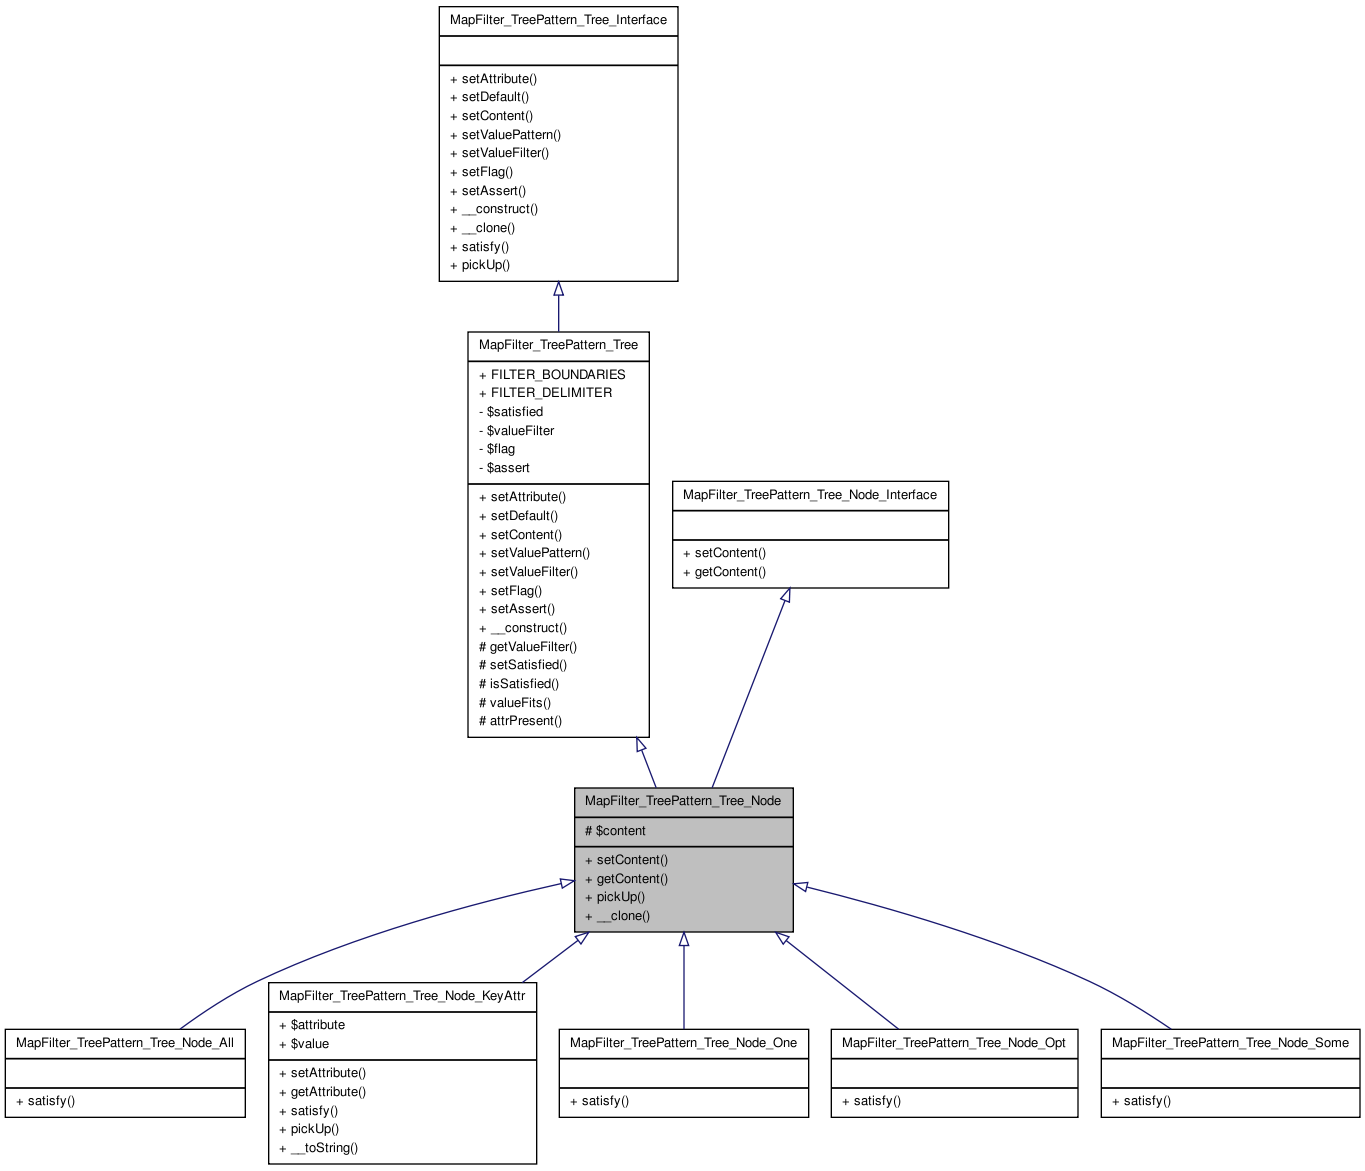 MapFilter_TreePattern_Tree_Interface
+ setAttribute()
+ setDefault()
+ setContent()
+ setValuePattern()
+ setValueFilter()
+ setFlag()
+ setAssert()
+ __construct()
+ __clone()
+ satisfy()
+ pickUp()
MapFilter_TreePattern_Tree
+ FILTER_BOUNDARIES
+ FILTER_DELIMITER
- $satisfied
- $valueFilter
- $flag
- $assert
+ setAttribute()
+ setDefault()
+ setContent()
+ setValuePattern()
+ setValueFilter()
+ setFlag()
+ setAssert()
+ __construct()
# getValueFilter()
# setSatisfied()
# isSatisfied()
# valueFits()
# attrPresent()
MapFilter_TreePattern_Tree_Node_Interface
+ setContent()
+ getContent()
MapFilter_TreePattern_Tree_Node
# $content
+ setContent()
+ getContent()
+ pickUp()
+ __clone()
MapFilter_TreePattern_Tree_Node_All
+ satisfy()
MapFilter_TreePattern_Tree_Node_KeyAttr
+ $attribute
+ $value
+ setAttribute()
+ getAttribute()
+ satisfy()
+ pickUp()
+ __toString()
MapFilter_TreePattern_Tree_Node_One
+ satisfy()
MapFilter_TreePattern_Tree_Node_Opt
+ satisfy()
MapFilter_TreePattern_Tree_Node_Some
+ satisfy()